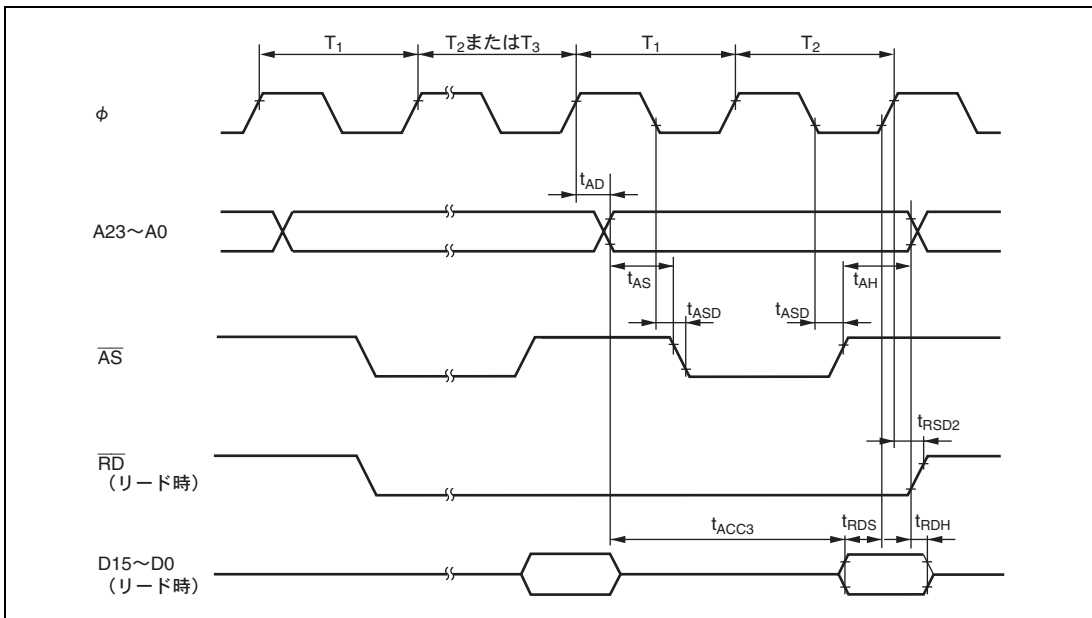 T1 T2またはT3 T1 T2
φ
tAD
A23～A0
tAS tAH
tASD tASD
AS
tRSD2
RD
（リード時）
tACC3 tRDS tRDH
D15～D0
（リード時）